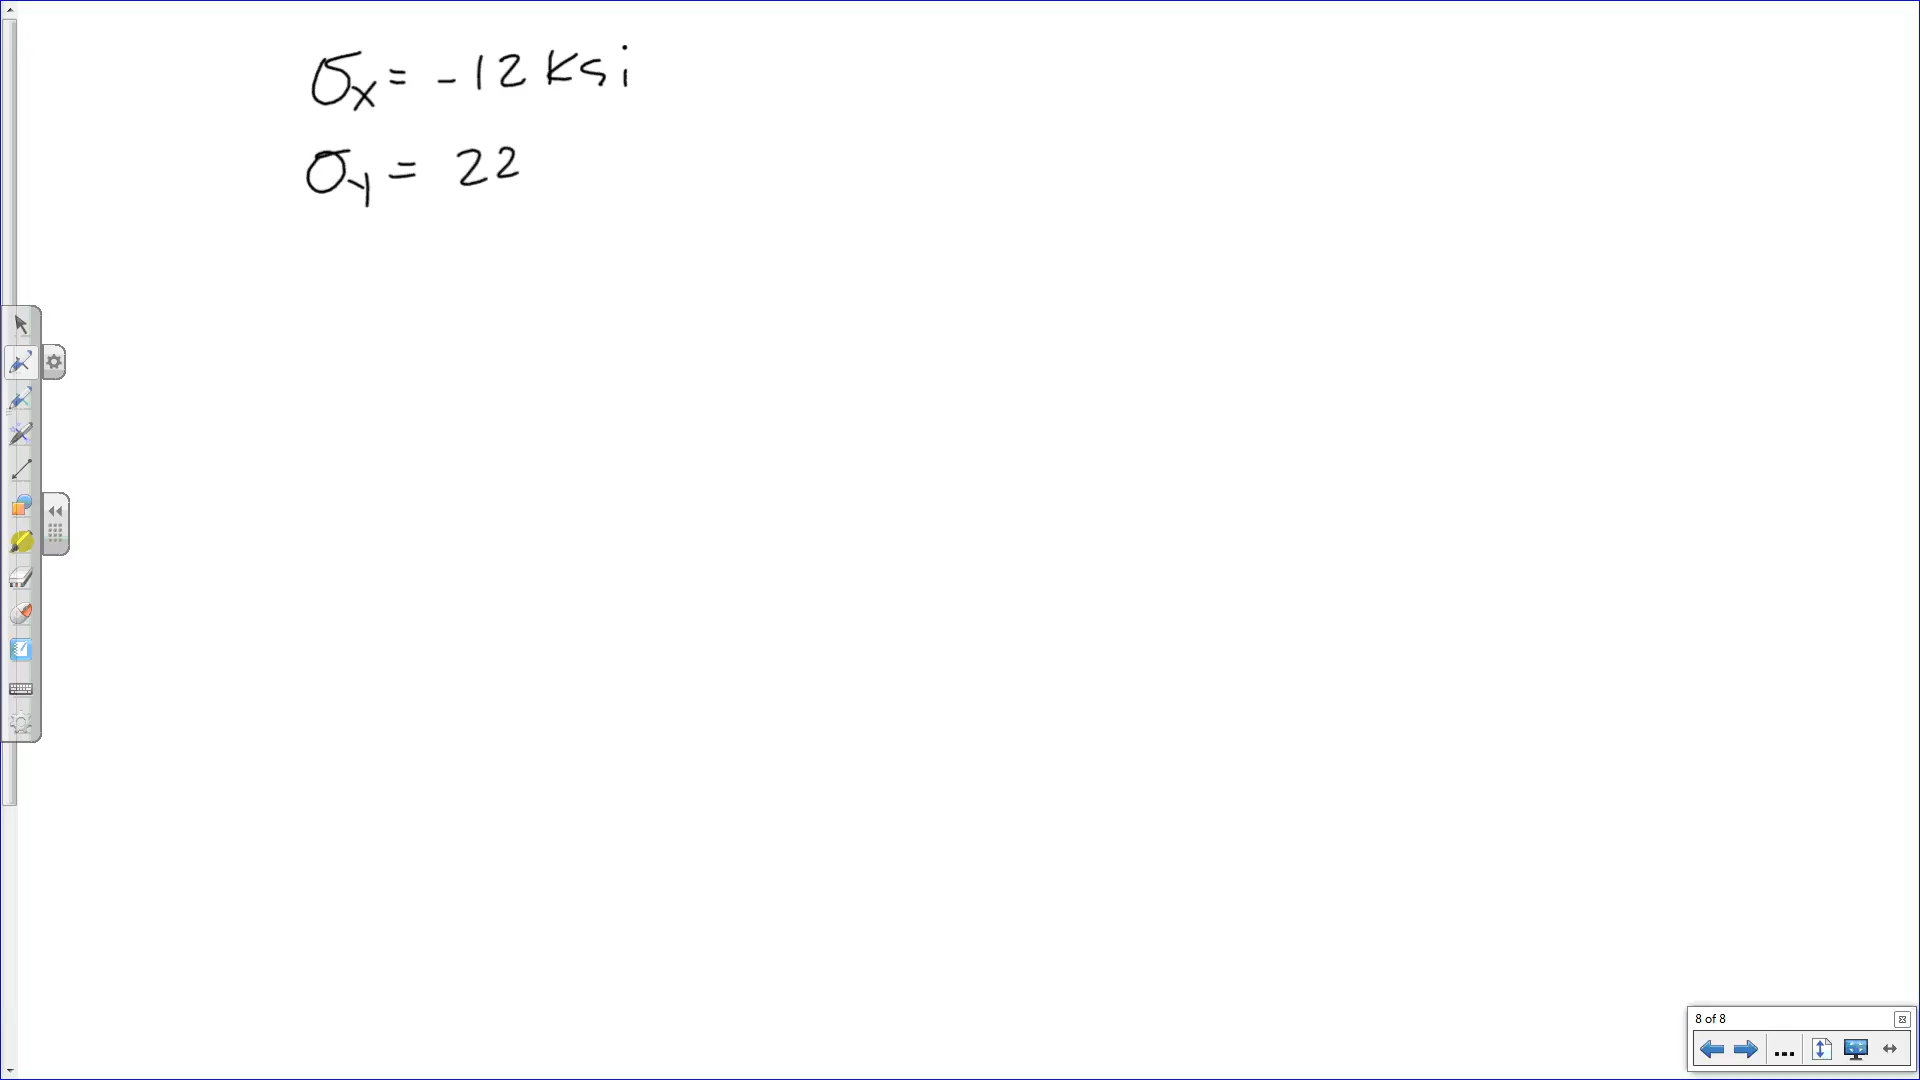 σx = -12 ksi
σy = 22
8 of 8